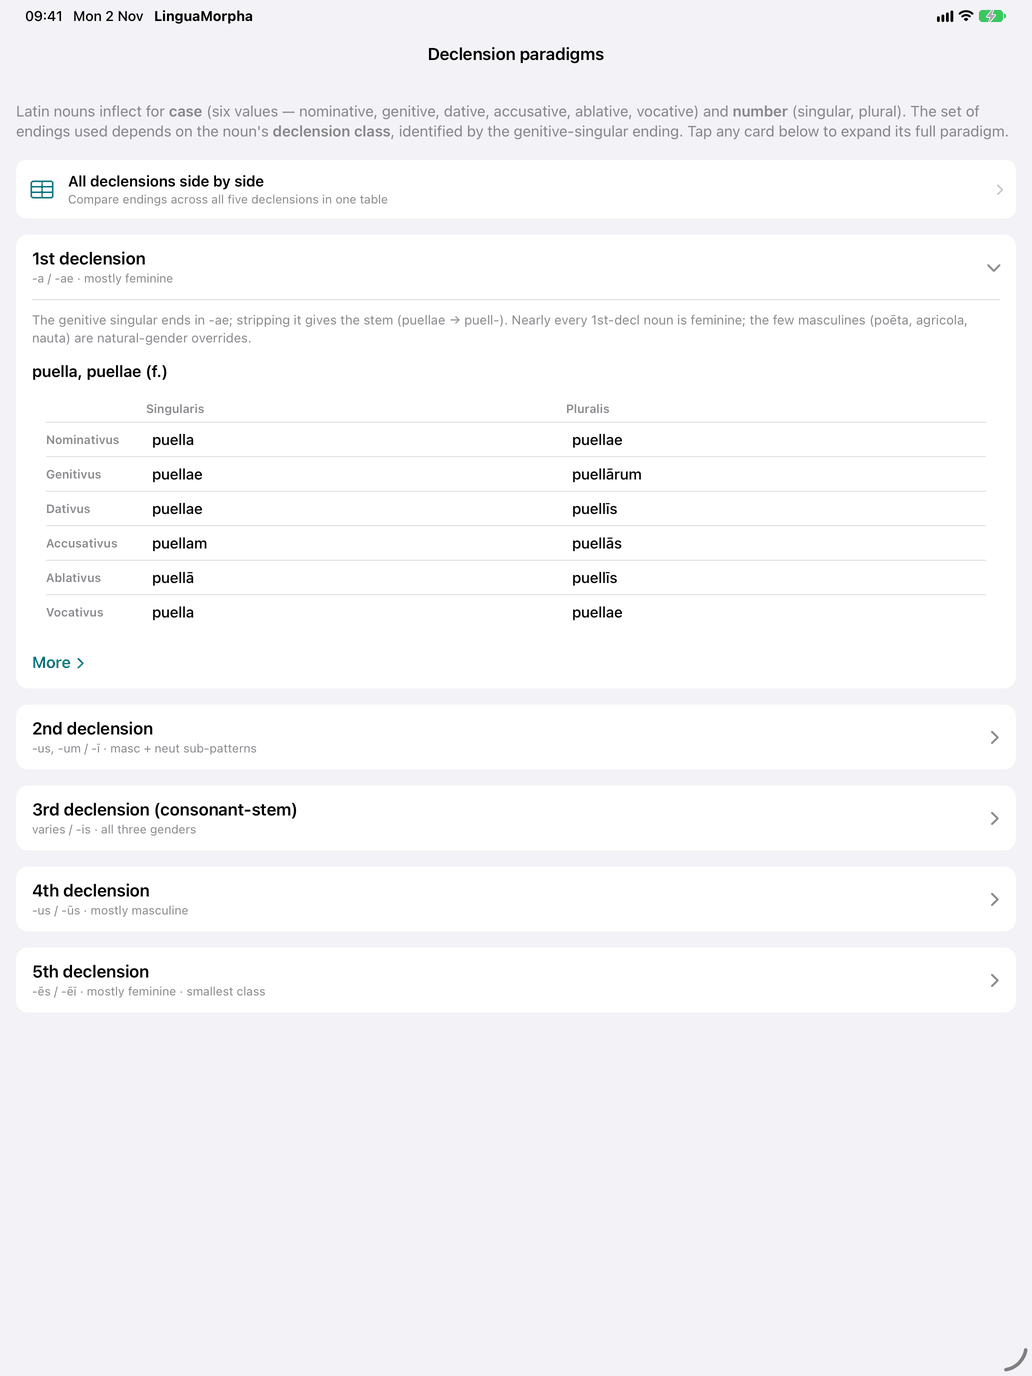 09:41 Mon 2 Nov LinguaMorpha
Declension paradigms
Latin nouns inflect for case (six values — nominative, genitive, dative, accusative, ablative, vocative) and number (singular, plural). The set of
endings used depends on the noun's declension class, identified by the genitive-singular ending. Tap any card below to expand its full paradigm.
All declensions side by side
Compare endings across all five declensions in one table
1st declension
-a / -ae · mostly feminine
The genitive singular ends in -ae; stripping it gives the stem (puellae → puell-). Nearly every 1st-decl noun is feminine; the few masculines (poēta, agricola,
nauta) are natural-gender overrides.
puella, puellae (f.)
Singularis Pluralis
Nominativus puella puellae
Genitivus puellae puellārum
Dativus puellae puellīs
Accusativus puellam puellās
Ablativus puellā puellīs
Vocativus puella puellae
More
2nd declension
-us, -um / -ī · masc + neut sub-patterns
3rd declension (consonant-stem)
varies / -is · all three genders
4th declension
-us / -ūs · mostly masculine
5th declension
-ēs / -ēī · mostly feminine · smallest class